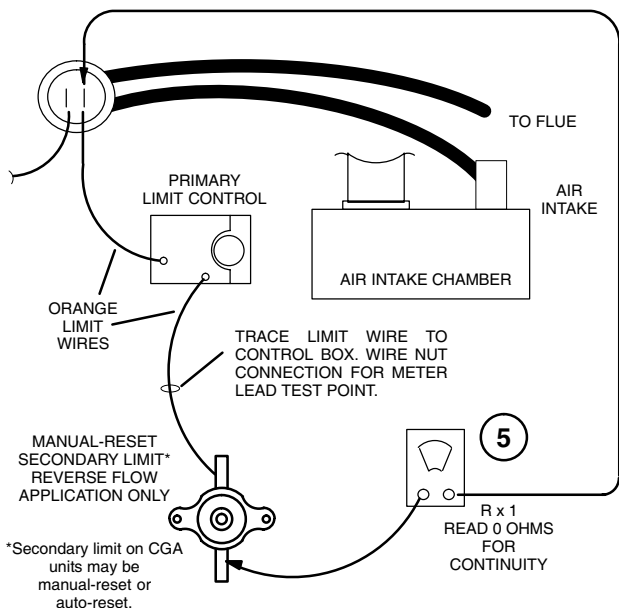 TO FLUE
PRIMARY
LIMIT CONTROL
AIR
INTAKE
AIR INTAKE CHAMBER
ORANGE
LIMIT
WIRES
TRACE LIMIT WIRE TO
CONTROL BOX. WIRE NUT
CONNECTION FOR METER
LEAD TEST POINT.
MANUAL-RESET
SECONDARY LIMIT*
REVERSE FLOW
APPLICATION ONLY
5
R x 1
READ 0 OHMS
FOR
CONTINUITY
*Secondary limit on CGA
units may be
manual-reset or
auto-reset.